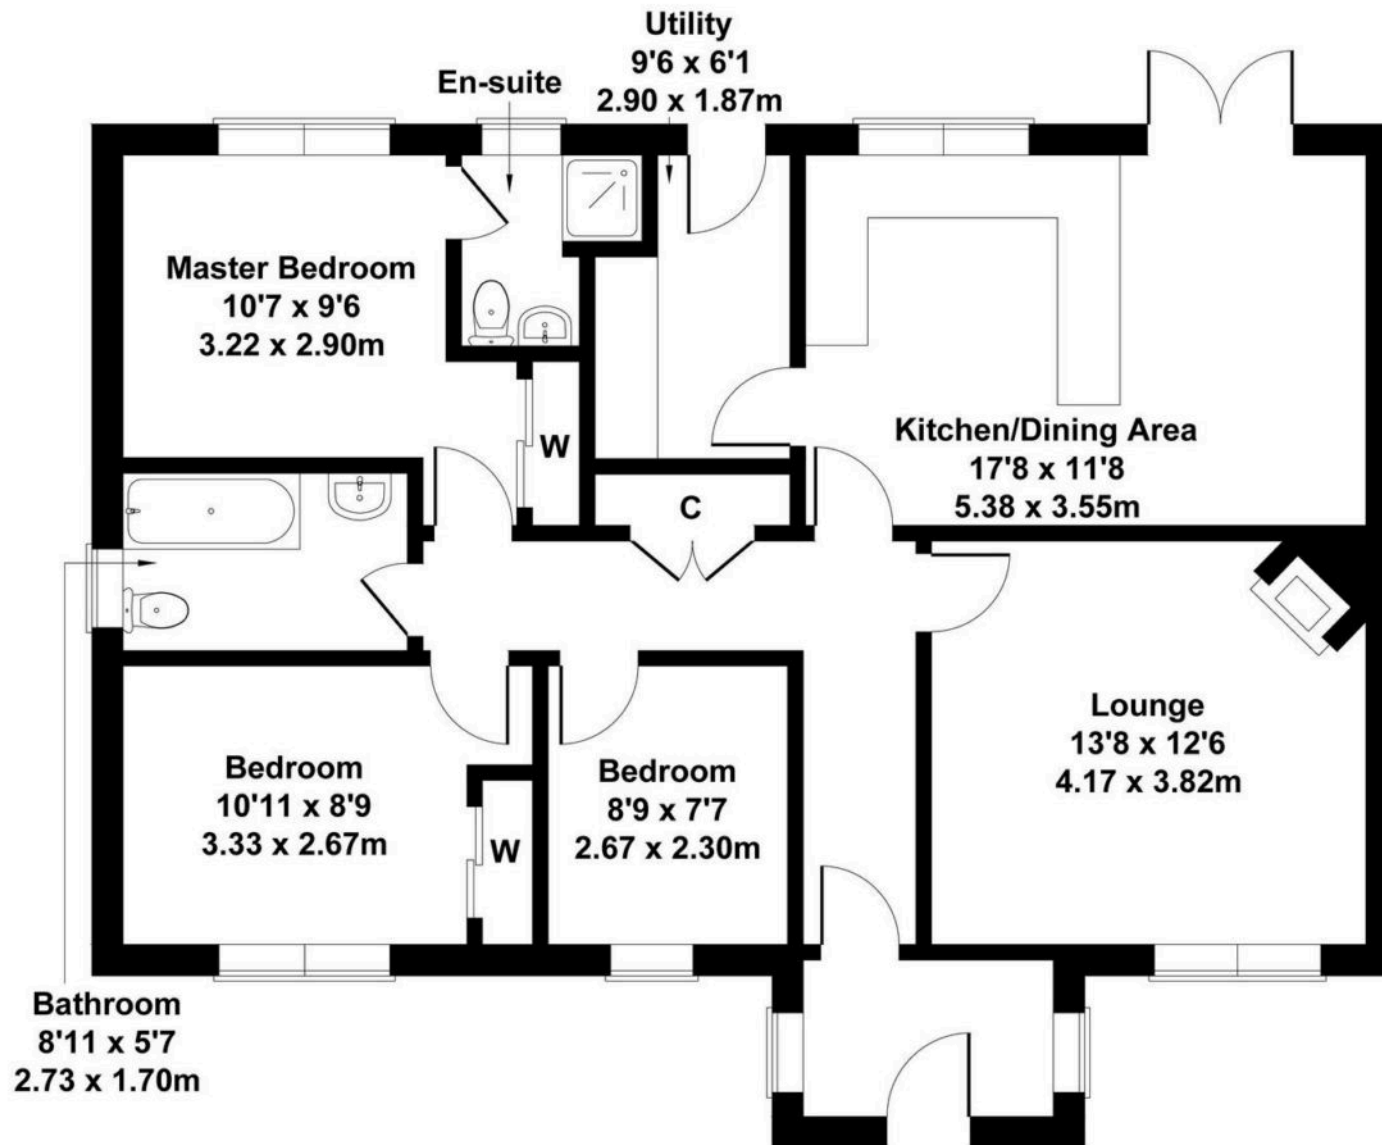 Utility
9'6 x 6'1
2.90 x 1.87m
En-suite
Master Bedroom
10'7 x 9'6
3.22 x 2.90m
W
Kitchen/Dining Area
17'8 x 11'8
5.38 x 3.55m
C
Lounge
13'8 x 12'6
4.17 x 3.82m
Bedroom
10'11 x 8'9
3.33 x 2.67m
W
Bedroom
8'9 x 7'7
2.67 x 2.30m
Bathroom
8'11 x 5'7
2.73 x 1.70m